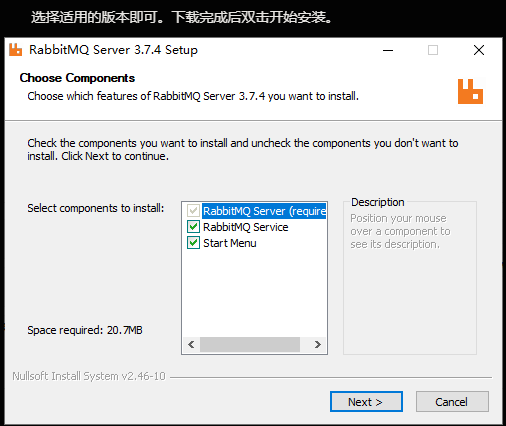 选择适用的版本即可。下载完成后双击开始安装。
RabbitMQ Server 3.7.4 Setup
Choose Components
Choose which features of RabbitMQ Server 3.7.4 you want to install.
Check the components you want to install and uncheck the components you don't want to
install. Click Next to continue.
Select components to install:
RabbitMQ Server (require
RabbitMQ Service
Start Menu
Description
Position your mouse
over a component to
see its description.
Space required: 20.7MB
Nullsoft Install System v2.46-10
Next >
Cancel